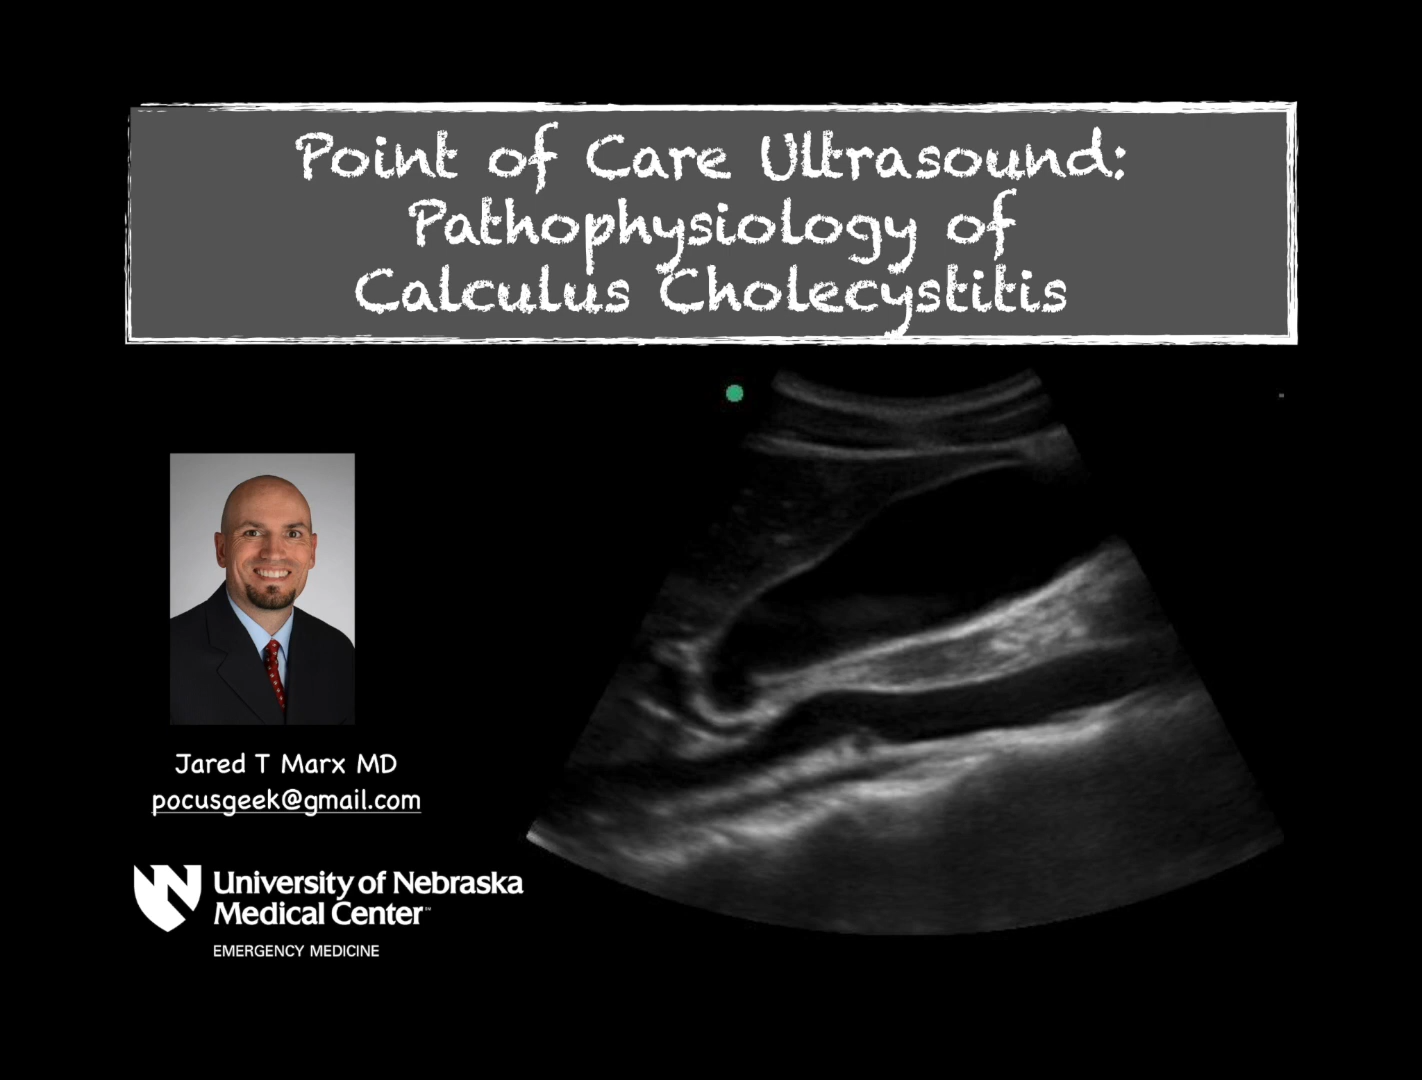 Point of Care Ultrasound:
Pathophysiology of
Calculus Cholecystitis
Jared T Marx MD
pocusgeek@gmail.com
University of Nebraska
Medical Center
EMERGENCY MEDICINE